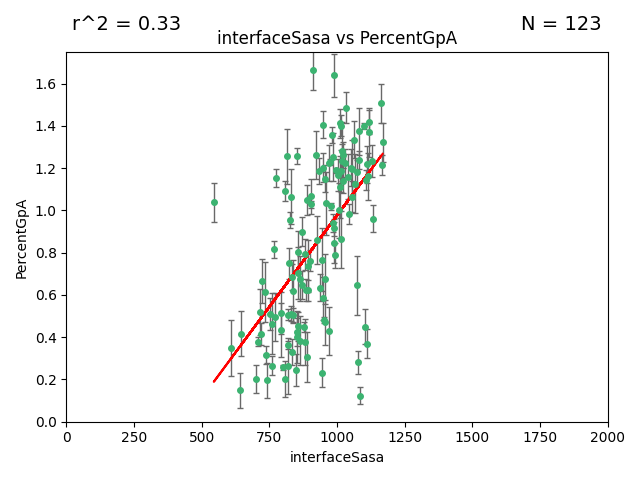 r^2 = 0.33
N = 123
interfaceSasa vs PercentGpA
PercentGpA
1.6
1.4
1.2
1.0
0.8
0.6
0.4
0.2
0.0
0 250 500 750 1000 1250 1500 1750 2000
interfaceSasa